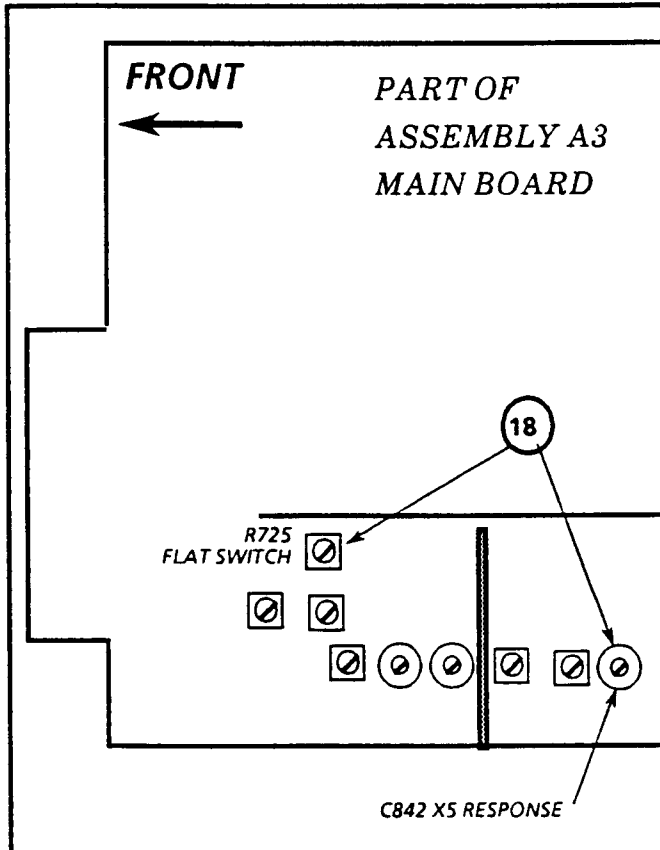 FRONT
PART OF
ASSEMBLY A3
MAIN BOARD
18
R725
FLAT SWITCH
C842 X5 RESPONSE